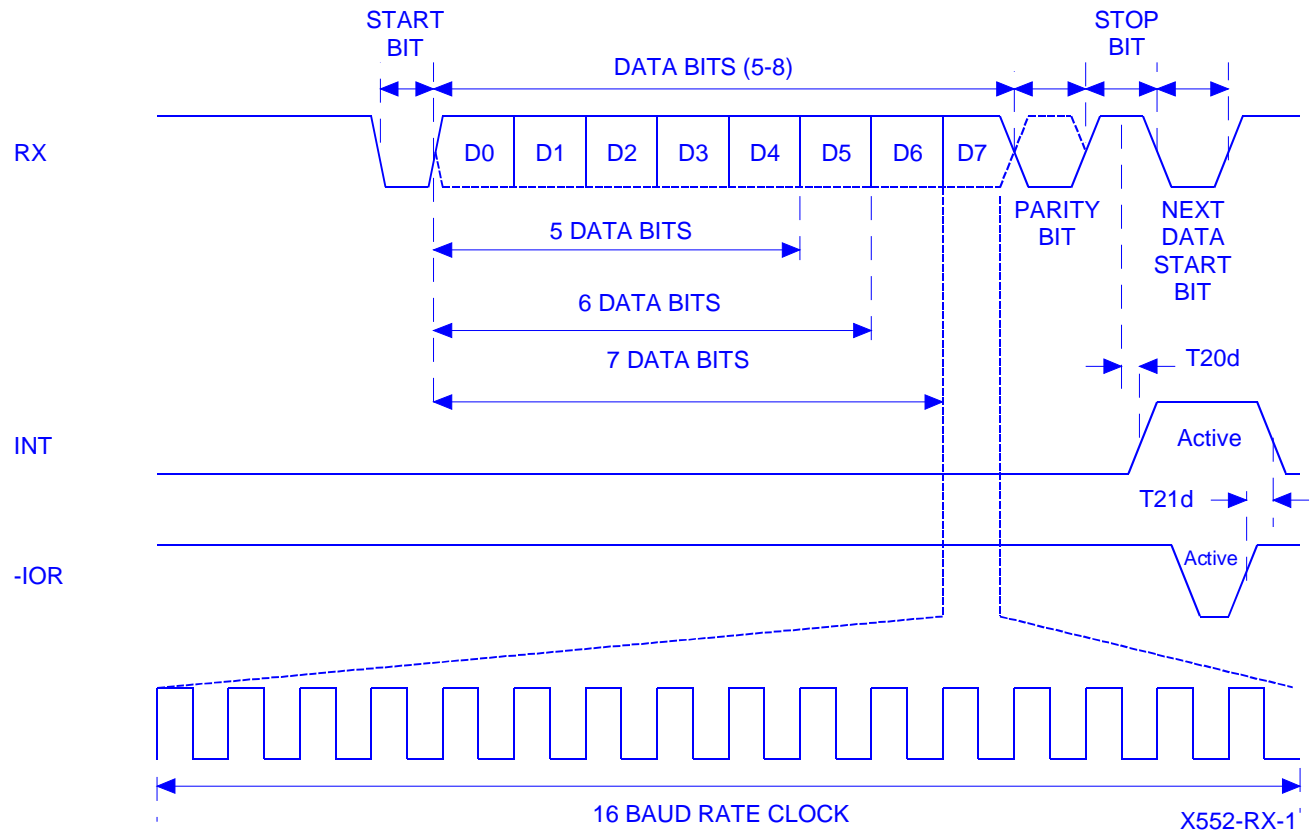 START
BIT
STOP
BIT
DATA BITS (5-8)
RX
D0 D1 D2 D3 D4 D5 D6 D7
PARITY
BIT
NEXT
DATA
START
BIT
5 DATA BITS
6 DATA BITS
7 DATA BITS
T20d
INT
Active
T21d
-IOR
Active
16 BAUD RATE CLOCK
X552-RX-1